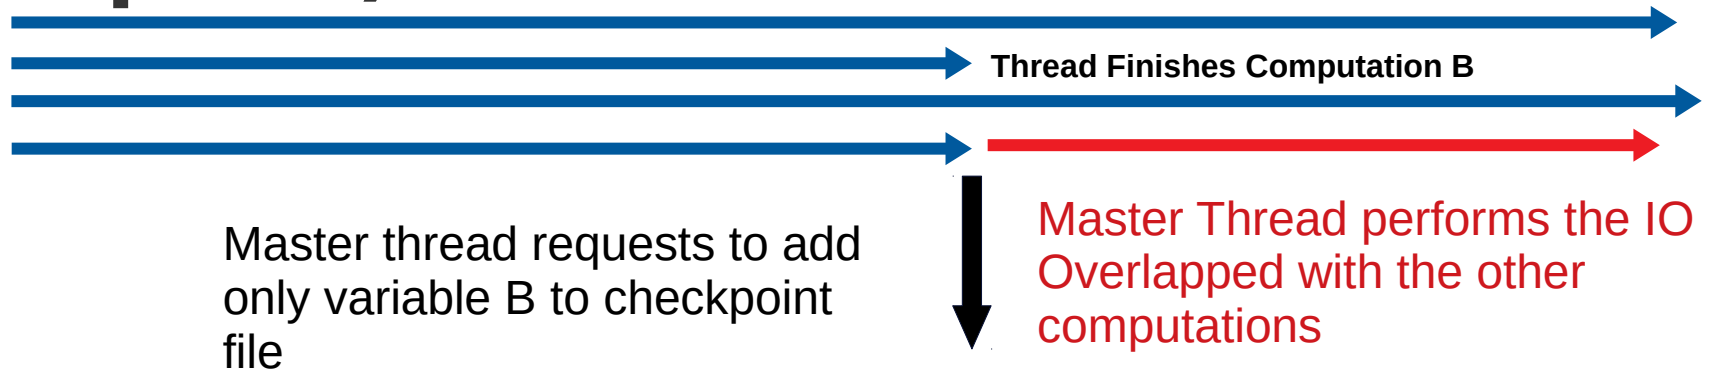 Thread Finishes Computation B
Master thread requests to add
only variable B to checkpoint
file
Master Thread performs the IO
Overlapped with the other
computations